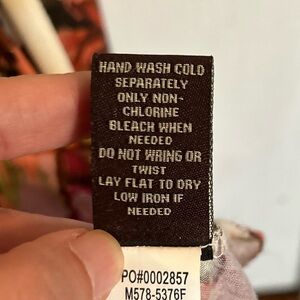 HAND WASH COLD
SEPARATELY
ONLY NON-
CHLORINE
BLEACH WHEN
NEEDED
DO NOT WRING OR
TWIST
LAY FLAT TO DRY
LOW IRON IF
NEEDED
PO#0002857
M578-5376F